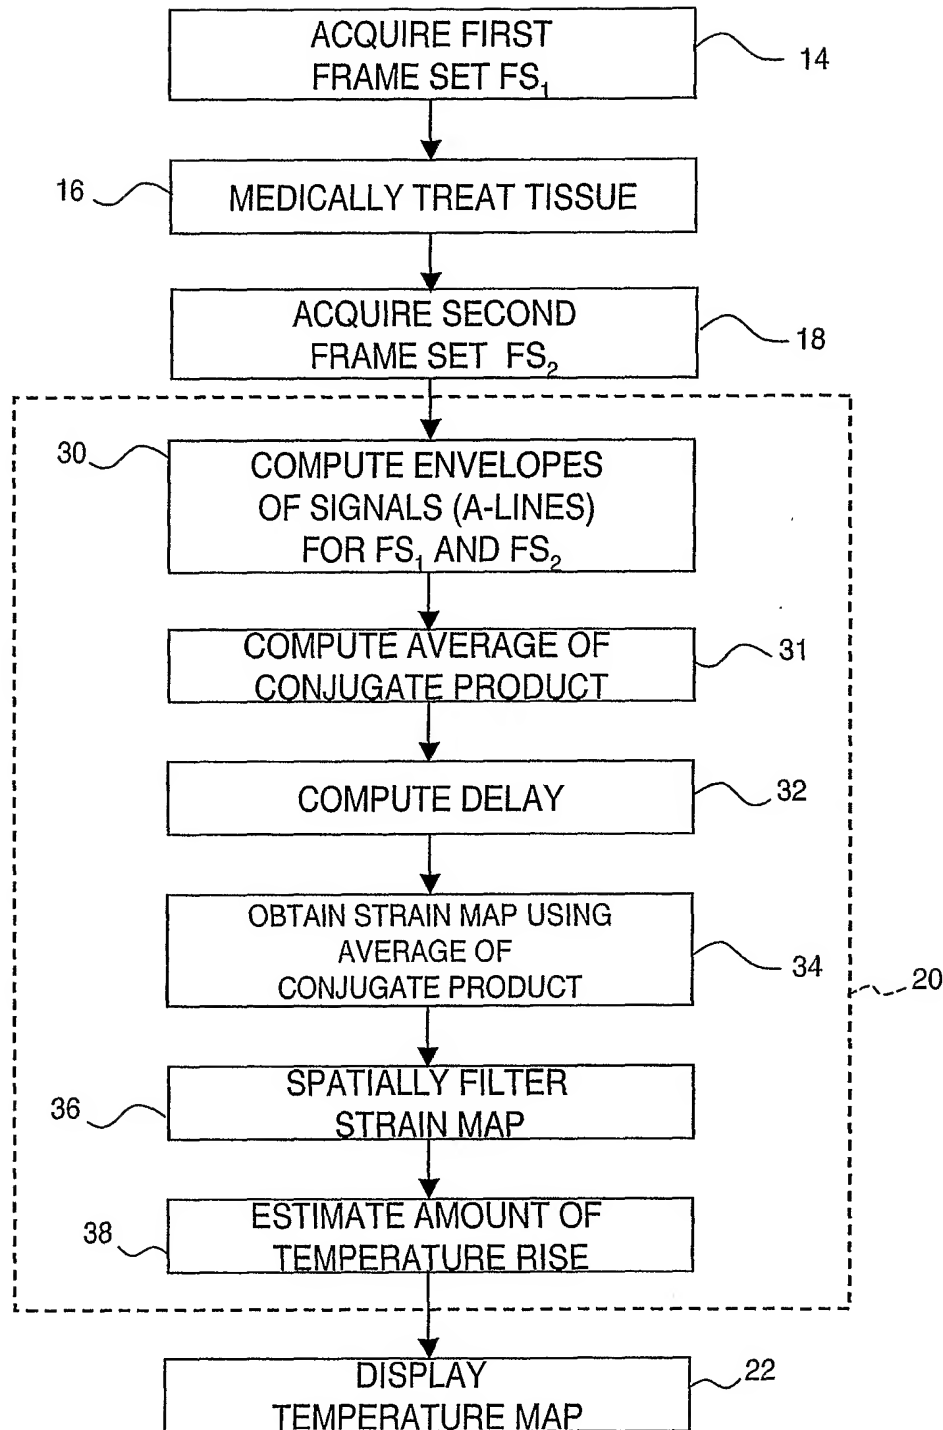 ACQUIRE FIRST
FRAME SET FS₁
14
16
MEDICALLY TREAT TISSUE
ACQUIRE SECOND
FRAME SET FS₂
18
30
COMPUTE ENVELOPES
OF SIGNALS (A-LINES)
FOR FS₁ AND FS₂
COMPUTE AVERAGE OF
CONJUGATE PRODUCT
31
COMPUTE DELAY
32
OBTAIN STRAIN MAP USING
AVERAGE OF
CONJUGATE PRODUCT
34
20
36
SPATIALLY FILTER
STRAIN MAP
38
ESTIMATE AMOUNT OF
TEMPERATURE RISE
DISPLAY
TEMPERATURE MAP
22